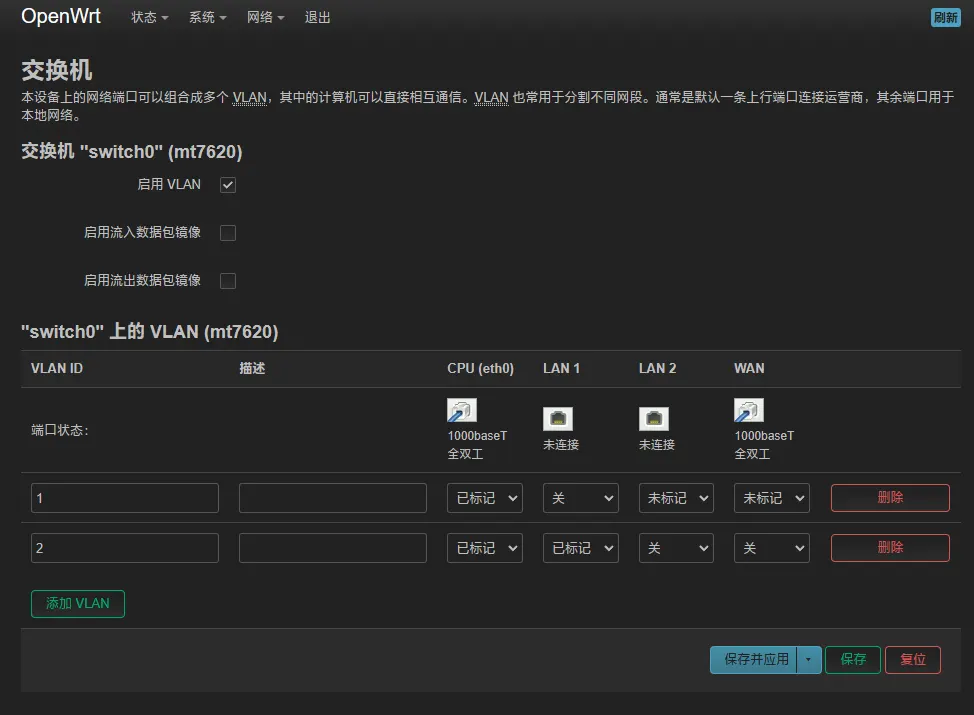 OpenWrt 状态 系统 网络 退出 刷新
交换机
本设备上的网络端口可以组合成多个 VLAN，其中的计算机可以直接相互通信。VLAN 也常用于分割不同网段。通常是默认一条上行端口连接运营商，其余端口用于
本地网络。
交换机 "switch0" (mt7620)
启用 VLAN
启用流入数据包镜像
启用流出数据包镜像
"switch0" 上的 VLAN (mt7620)
VLAN ID 描述 CPU (eth0) LAN 1 LAN 2 WAN
端口状态： 1000baseT 未连接 未连接 1000baseT
全双工 全双工
1 已标记 关 未标记 未标记 删除
2 已标记 已标记 关 关 删除
添加 VLAN
保存并应用 保存 复位